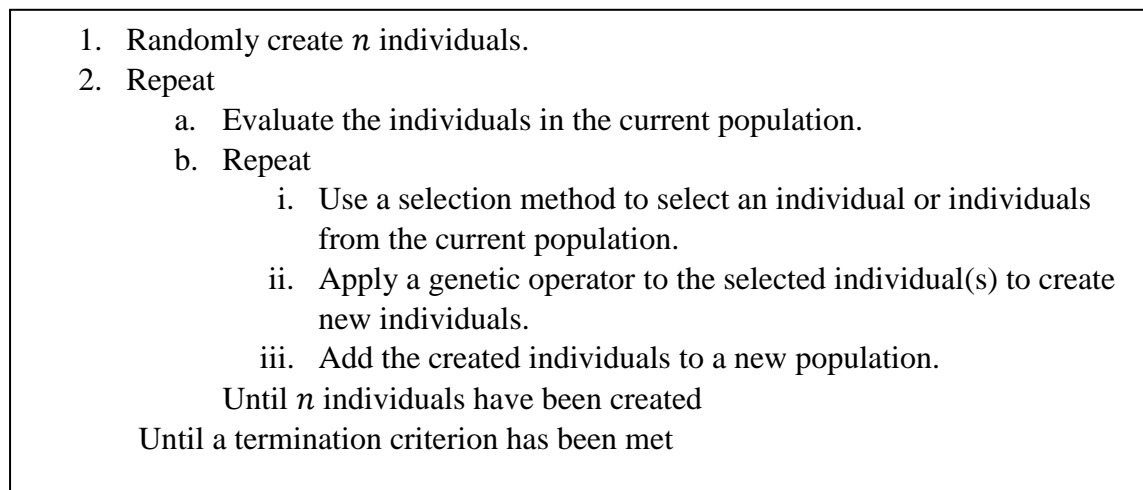 1. Randomly create n individuals.
2. Repeat
a. Evaluate the individuals in the current population.
b. Repeat
i. Use a selection method to select an individual or individuals
from the current population.
ii. Apply a genetic operator to the selected individual(s) to create
new individuals.
iii. Add the created individuals to a new population.
Until n individuals have been created
Until a termination criterion has been met